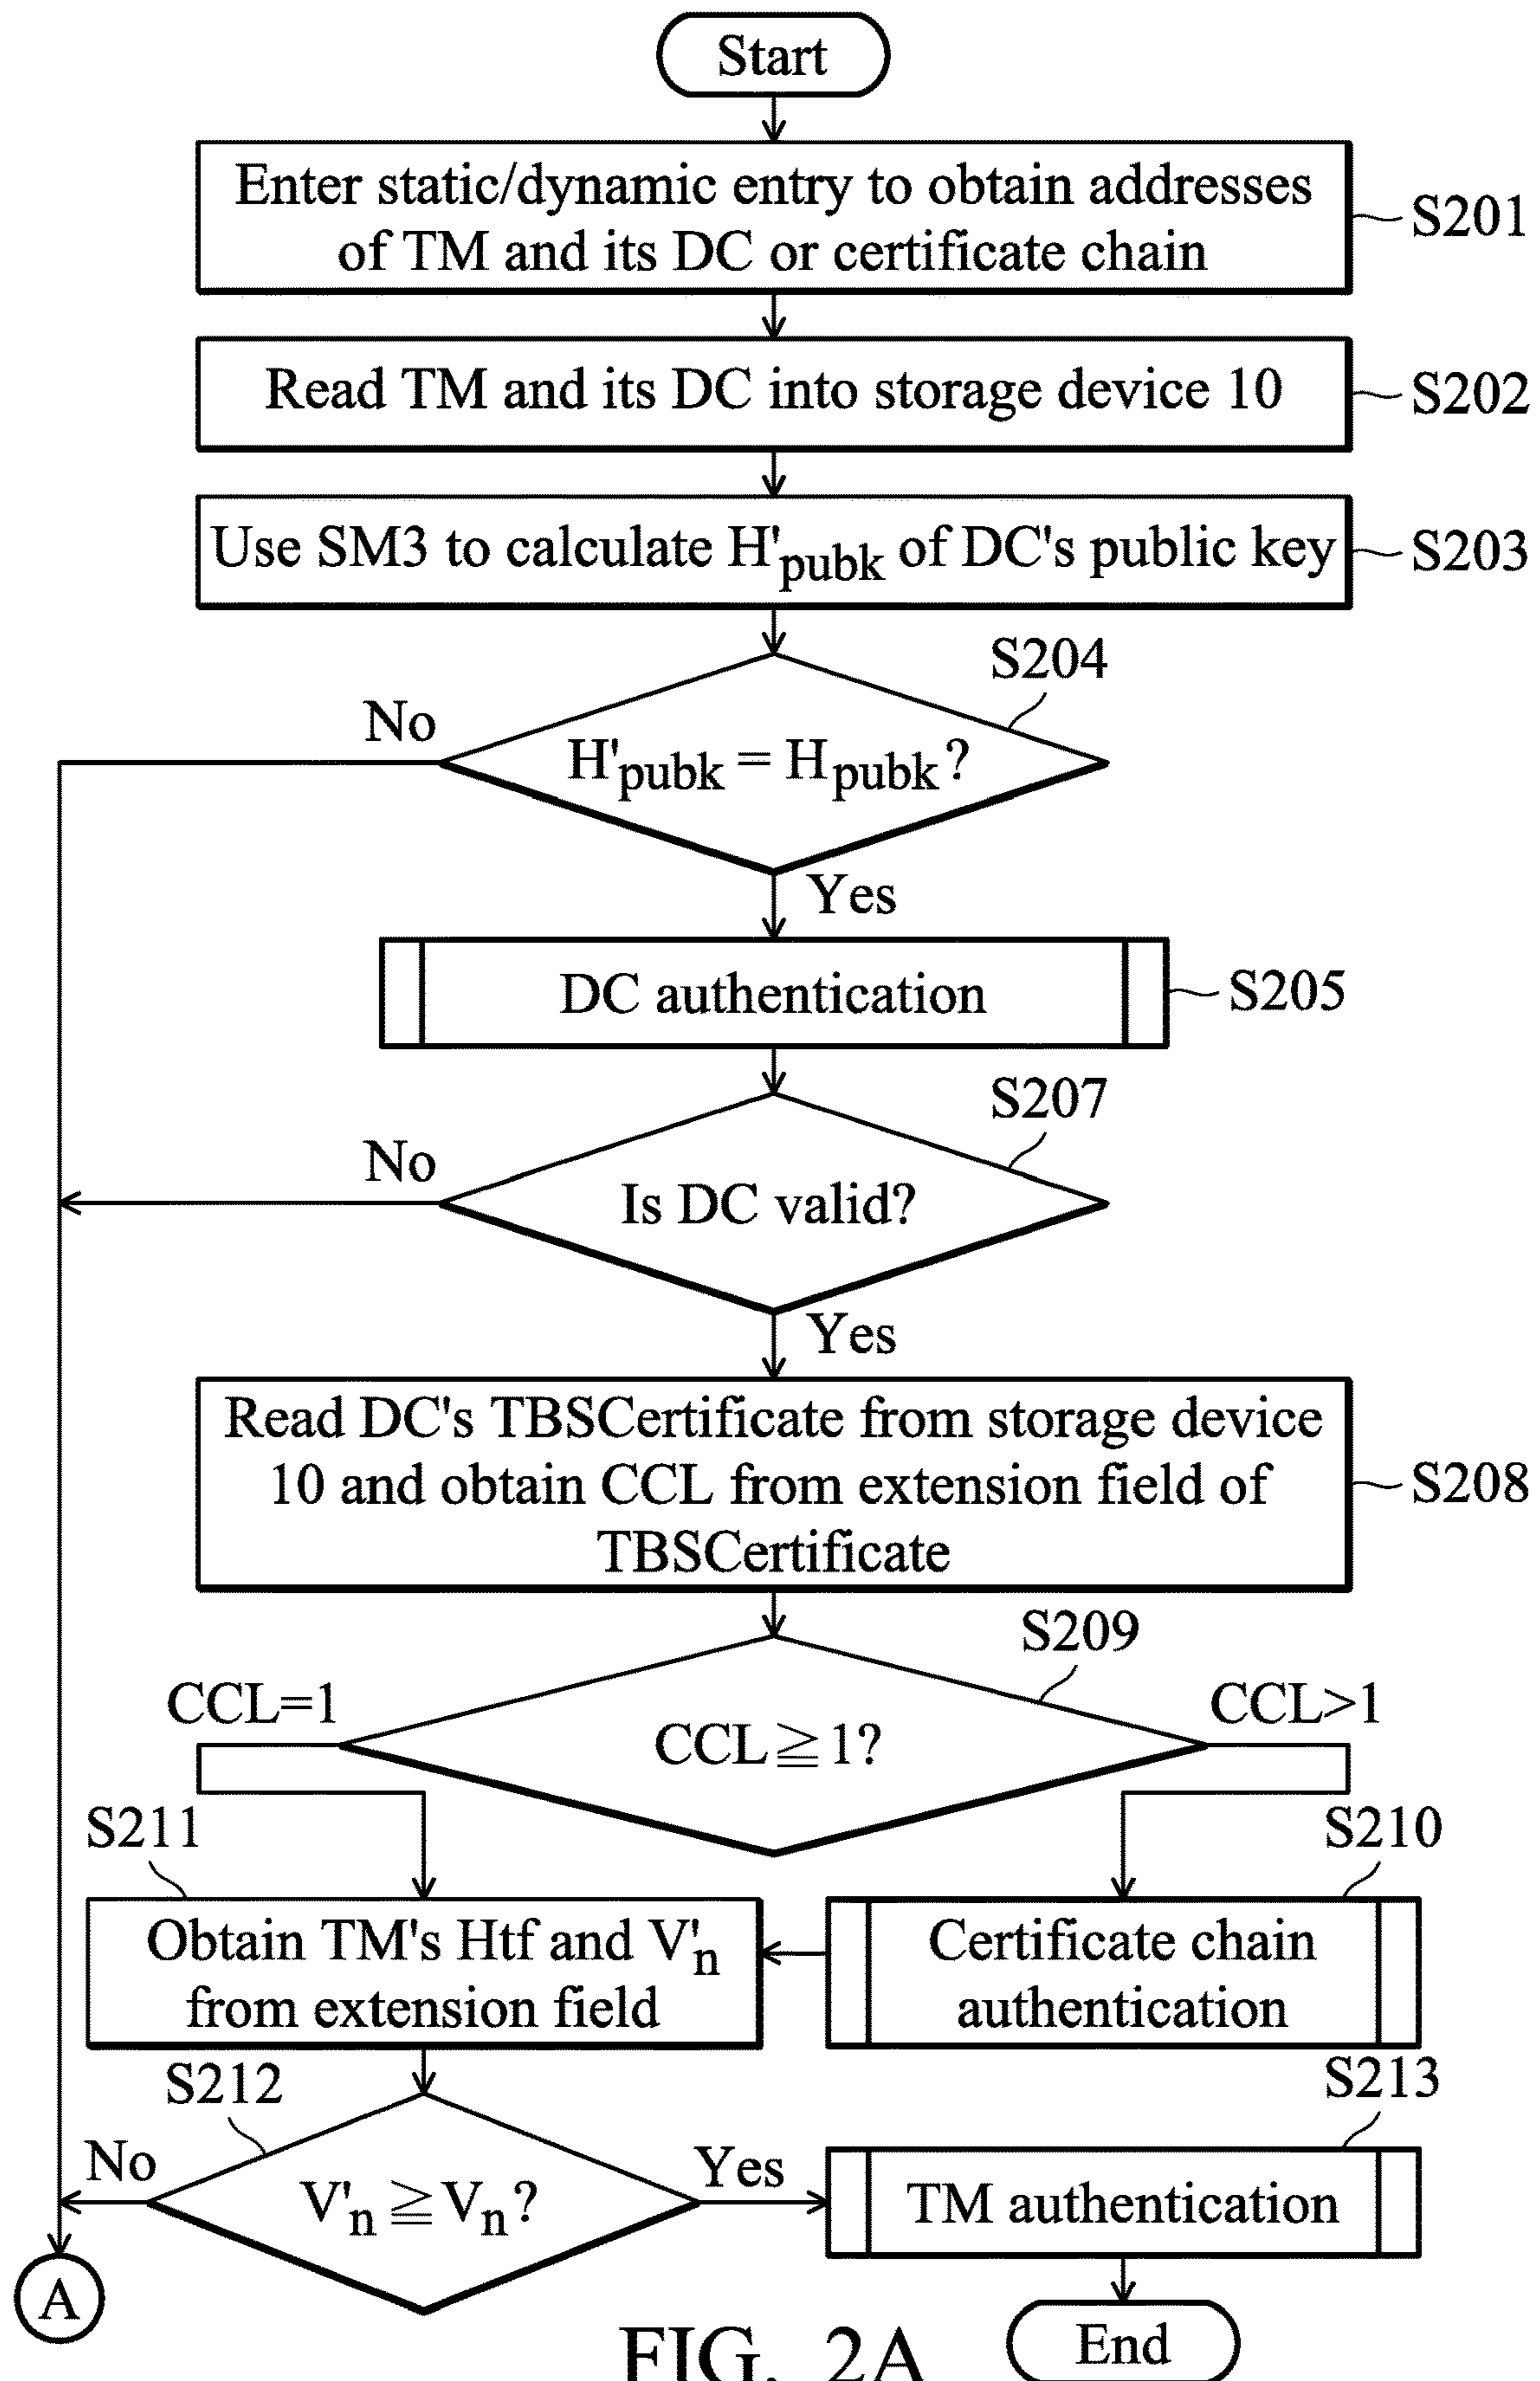 Start
Enter static/dynamic entry to obtain addresses
of TM and its DC or certificate chain
S201
Read TM and its DC into storage device 10
S202
Use SM3 to calculate H'pubk of DC's public key
S203
S204
No
H'pubk = Hpubk ?
Yes
DC authentication
S205
S207
No
Is DC valid?
Yes
Read DC's TBSCertificate from storage device
10 and obtain CCL from extension field of
TBSCertificate
S208
S209
CCL=1
CCL>1
CCL ≧ 1?
S211
S210
Obtain TM's Htf and V'n
from extension field
Certificate chain
authentication
S212
S213
No
V'n ≧ Vn ?
Yes
TM authentication
A
End
FIG. 2A